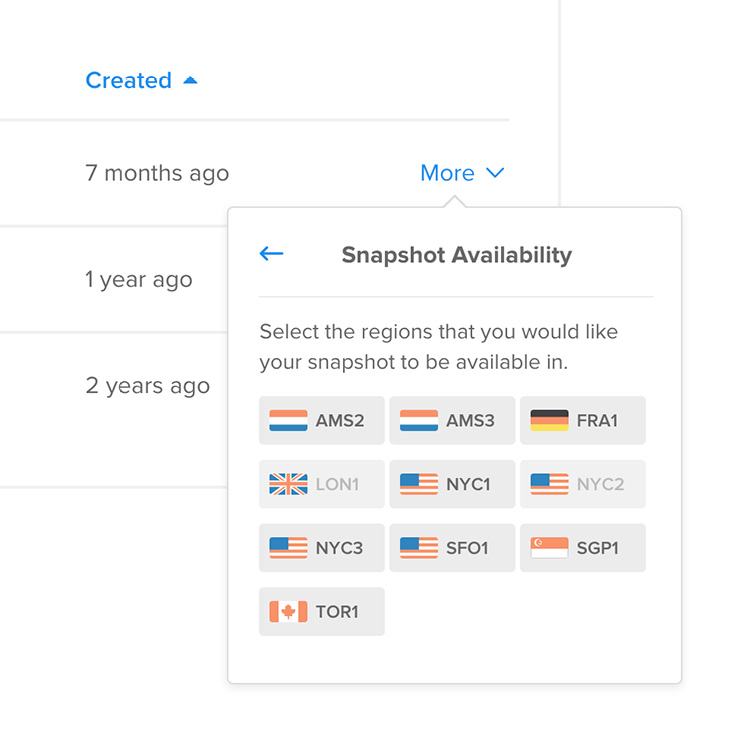 Created
7 months ago
More
Snapshot Availability
1 year ago
Select the regions that you would like
your snapshot to be available in.
2 years ago
AMS2
AMS3
FRA1
LON1
NYC1
NYC2
NYC3
SFO1
SGP1
TOR1